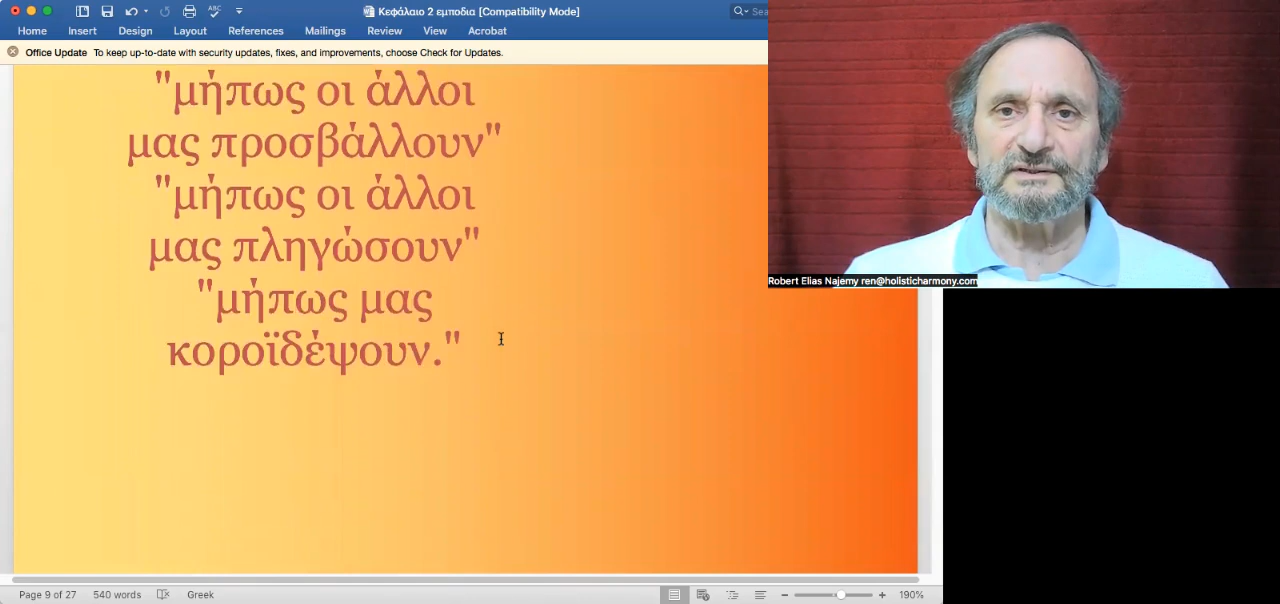 Κεφάλαιο 2 εμποδια [Compatibility Mode]
Sea
Home Insert Design Layout References Mailings Review View Acrobat
Office Update To keep up-to-date with security updates, fixes, and improvements, choose Check for Updates.
"μήπως οι άλλοι
μας προσβάλλουν"
"μήπως οι άλλοι
μας πληγώσουν"
"μήπως μας
κοροϊδέψουν."
Robert Elias Najemy ren@holisticharmony.com
Page 9 of 27 540 words Greek 190%